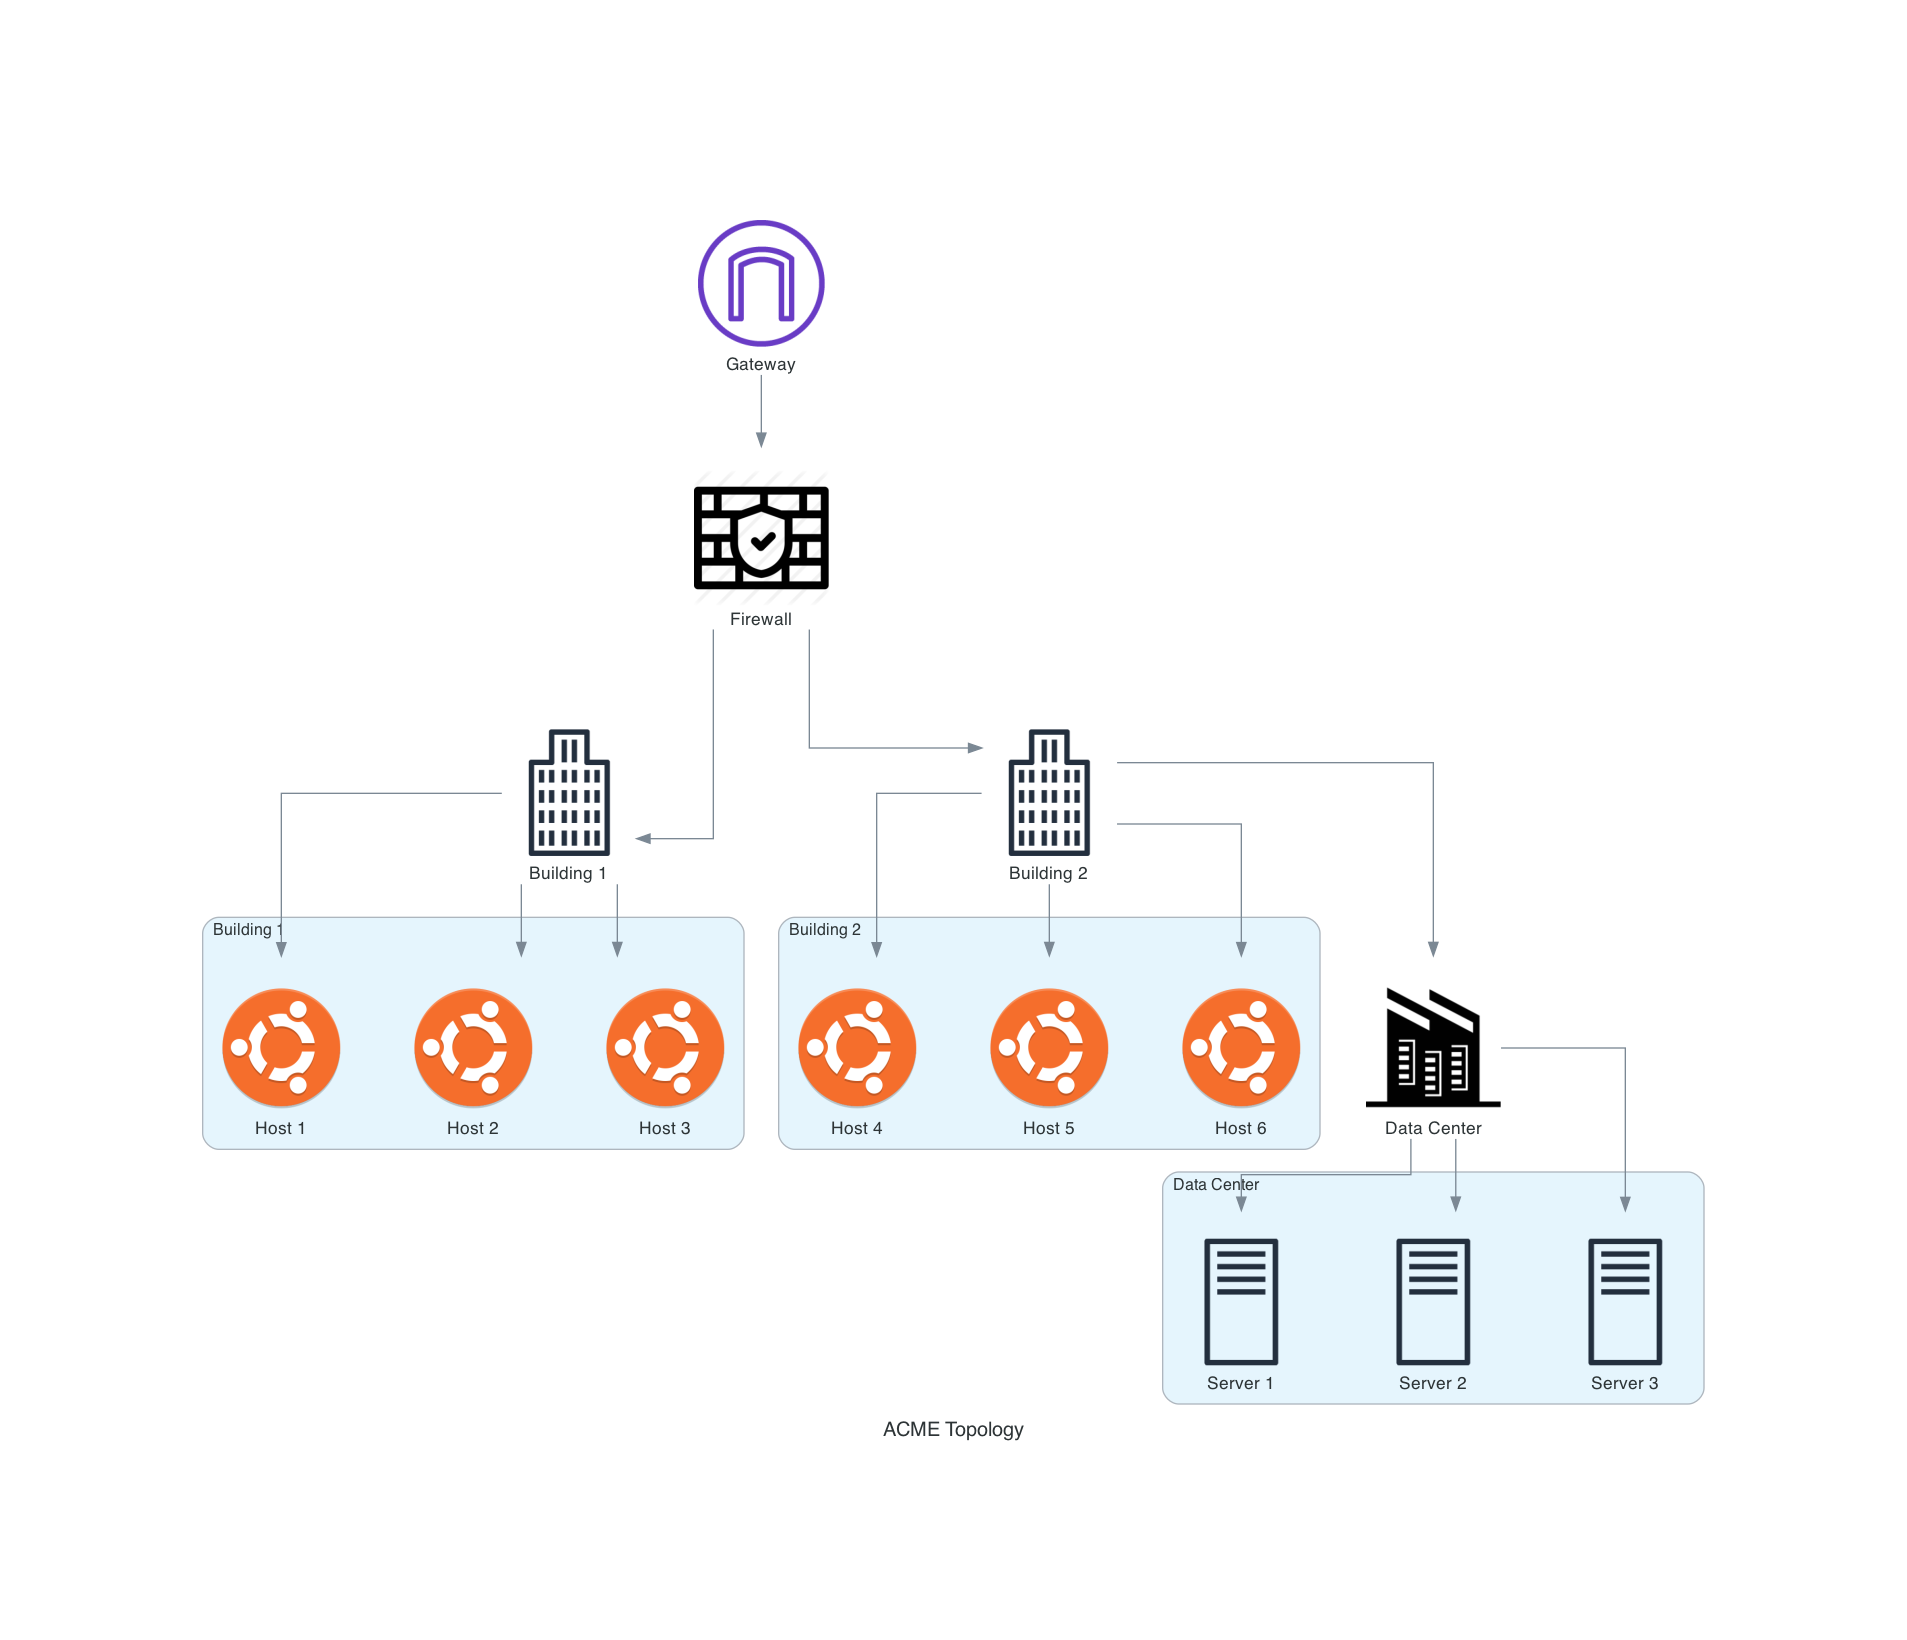 Gateway
Firewall
Building 1
Building 2
Building 1
Building 2
Host 1
Host 2
Host 3
Host 4
Host 5
Host 6
Data Center
Data Center
Server 1
Server 2
Server 3
ACME Topology